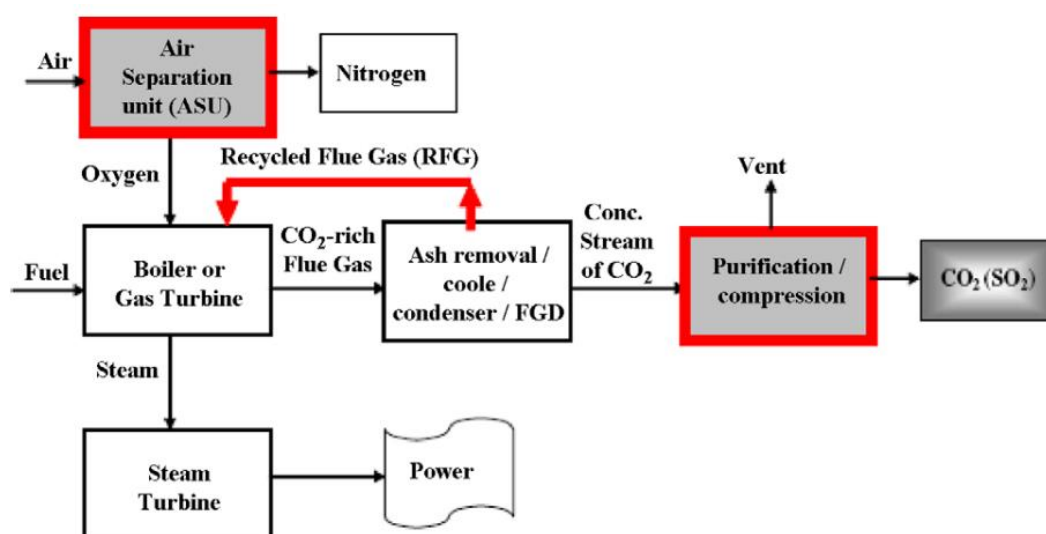 Air
Air
Separation
unit (ASU)
Nitrogen
Oxygen
Recycled Flue Gas (RFG)
Vent
Fuel
Boiler or
Gas Turbine
CO₂-rich
Flue Gas
Ash removal /
coole /
condenser / FGD
Conc.
Stream
of CO₂
Purification /
compression
CO₂ (SO₂)
Steam
Steam
Turbine
Power